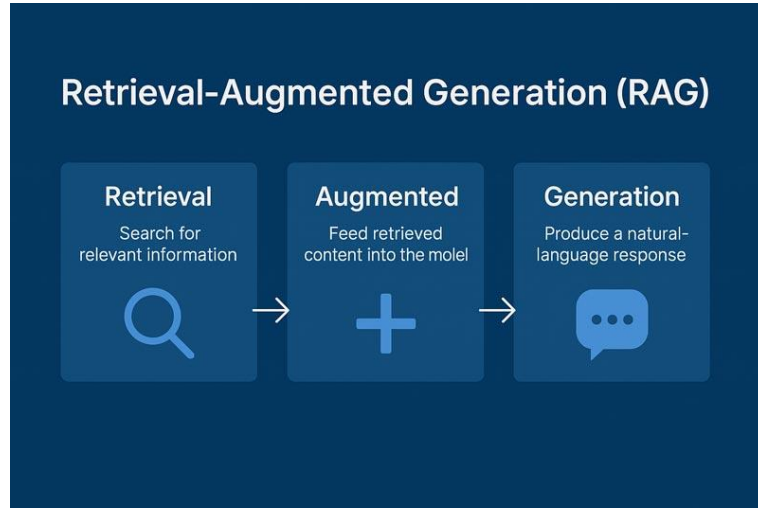 Retrieval-Augmented Generation (RAG)
Retrieval
Search for
relevant information
Augmented
Feed retrieved
content into the molel
Generation
Produce a natural-
language response